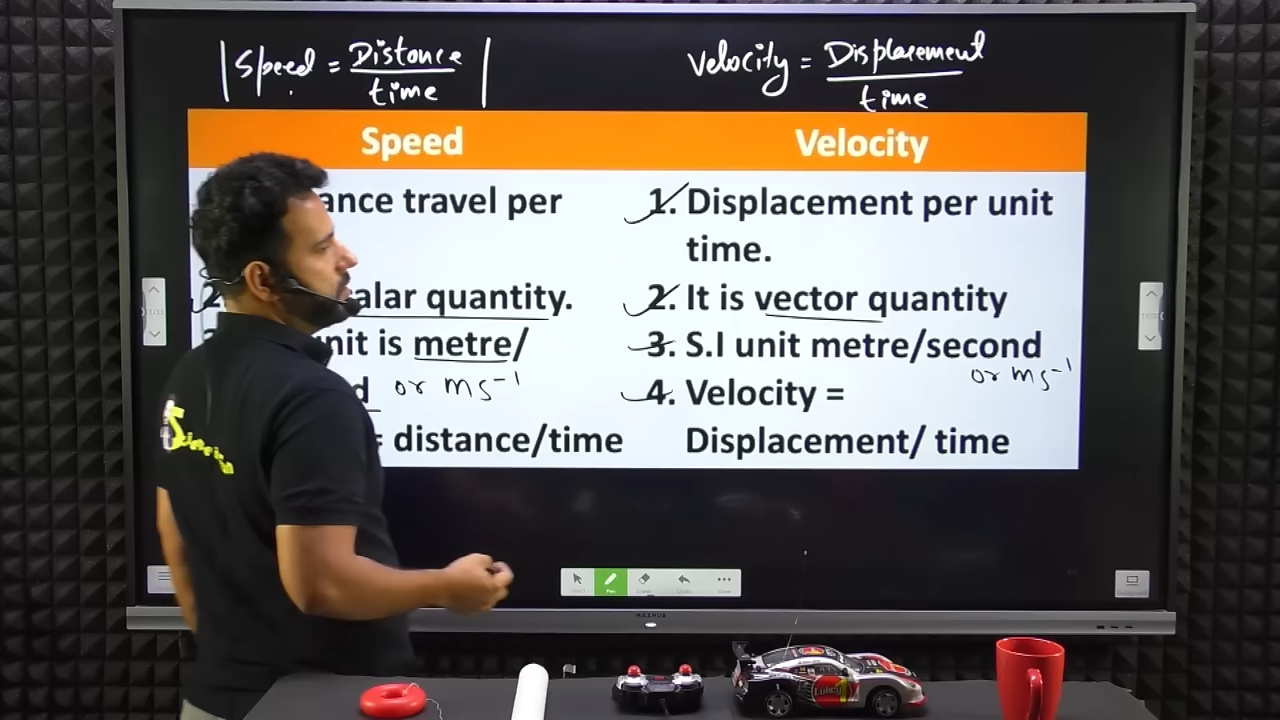 Speed = Distance / time
Velocity = Displacement / time
Speed
Velocity
ance travel per
alar quantity.
nit is metre/
d or ms⁻¹
= distance/time
1. Displacement per unit
time.
2. It is vector quantity
3. S.I unit metre/second
or ms⁻¹
4. Velocity =
Displacement/ time
MAXHUB